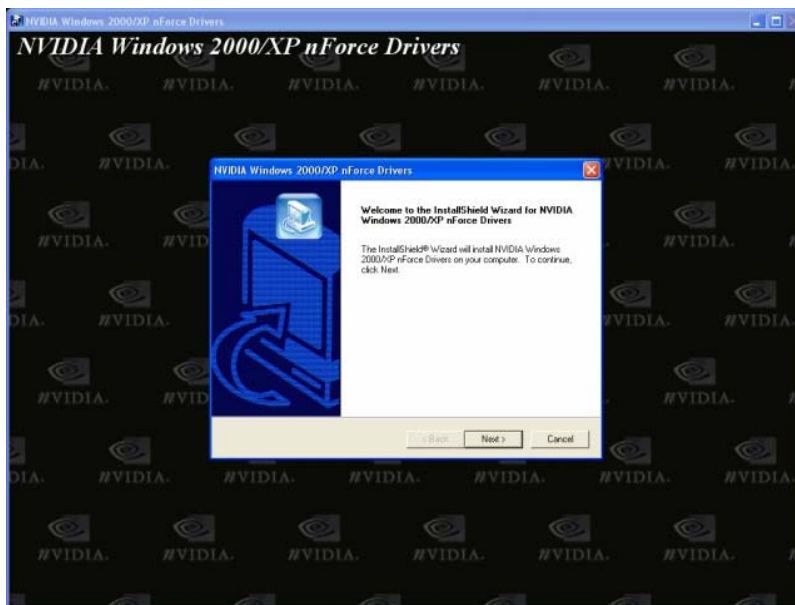 NVIDIA Windows 2000/XP nForce Drivers
NVIDIA Windows 2000/XP nForce Drivers
NVIDIA Windows 2000/XP nForce Drivers
Welcome to the InstallShield Wizard for NVIDIA
Windows 2000/XP nForce Drivers
The InstallShield® Wizard will install NVIDIA Windows
2000/XP nForce Drivers on your computer. To continue,
click Next.
< Back Next > Cancel
NVIDIA.